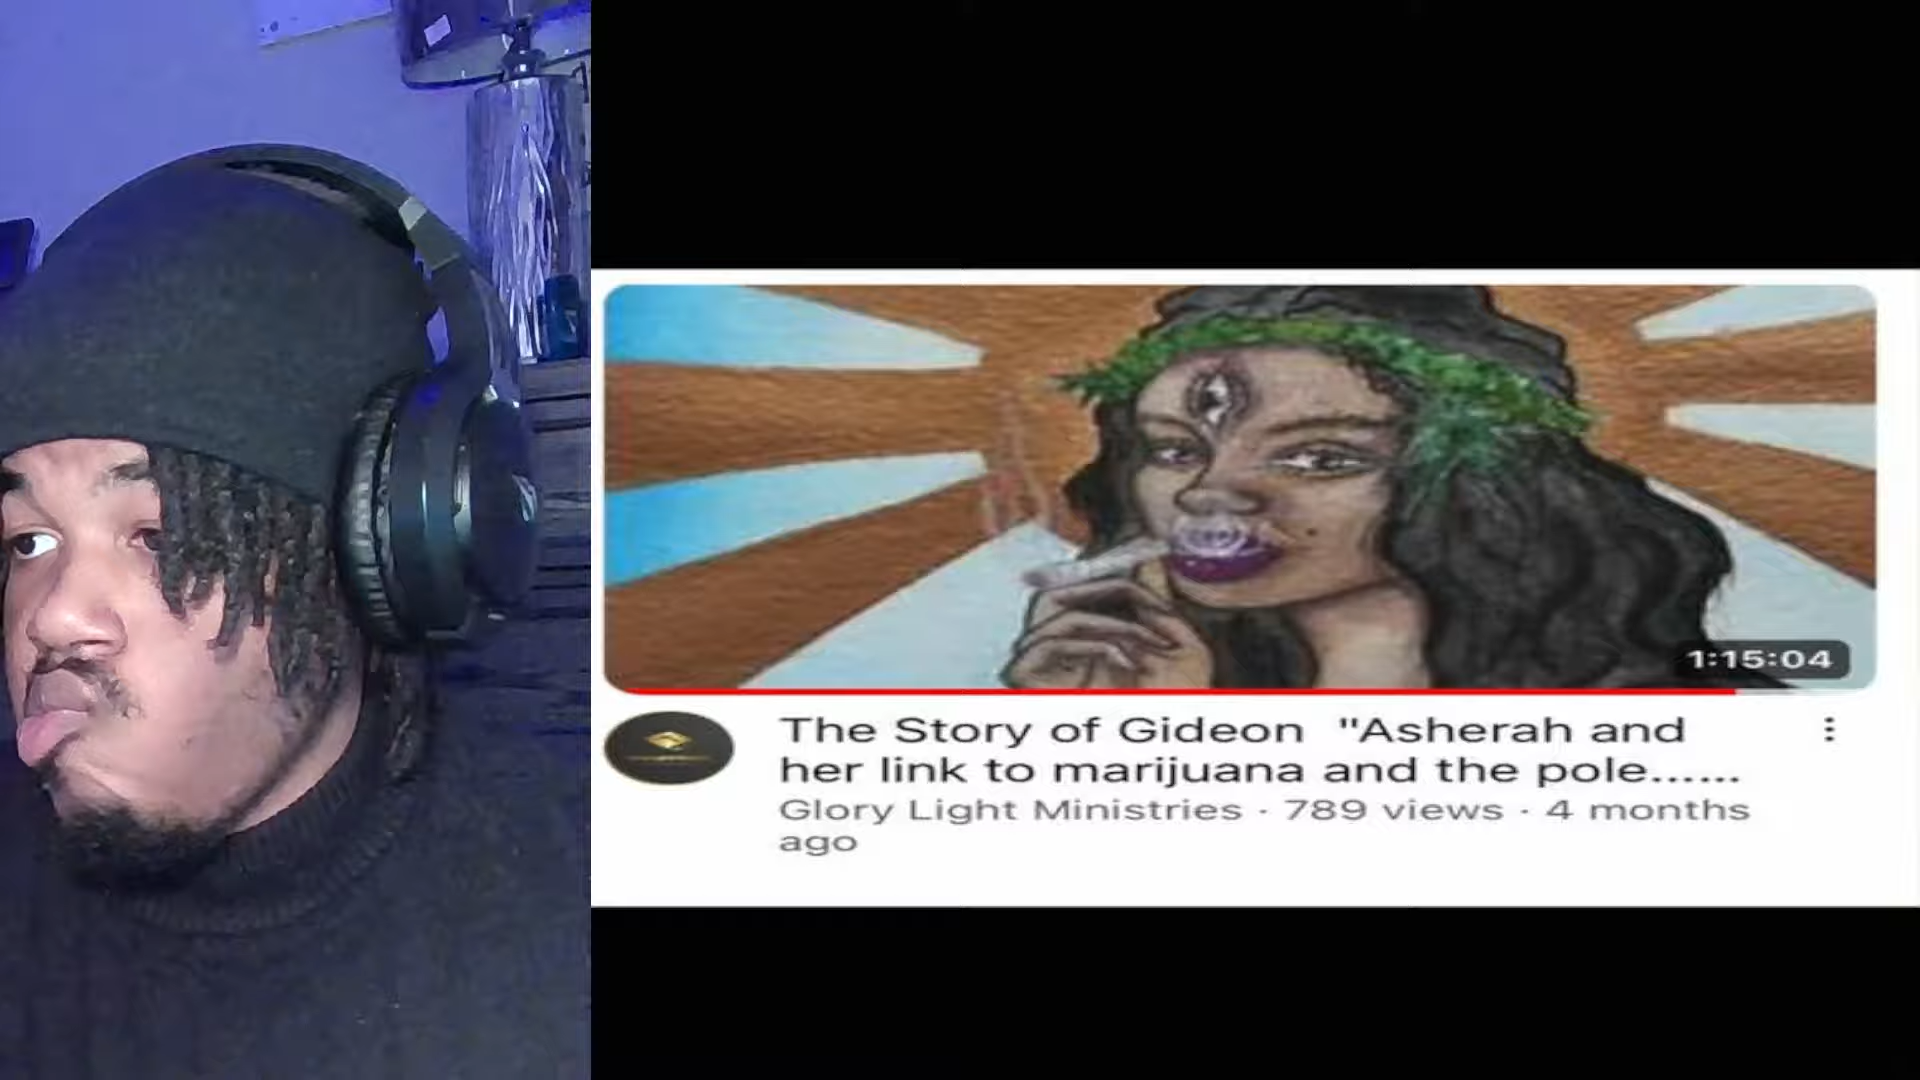 1:15:04
The Story of Gideon "Asherah and
her link to marijuana and the pole......
Glory Light Ministries · 789 views · 4 months
ago